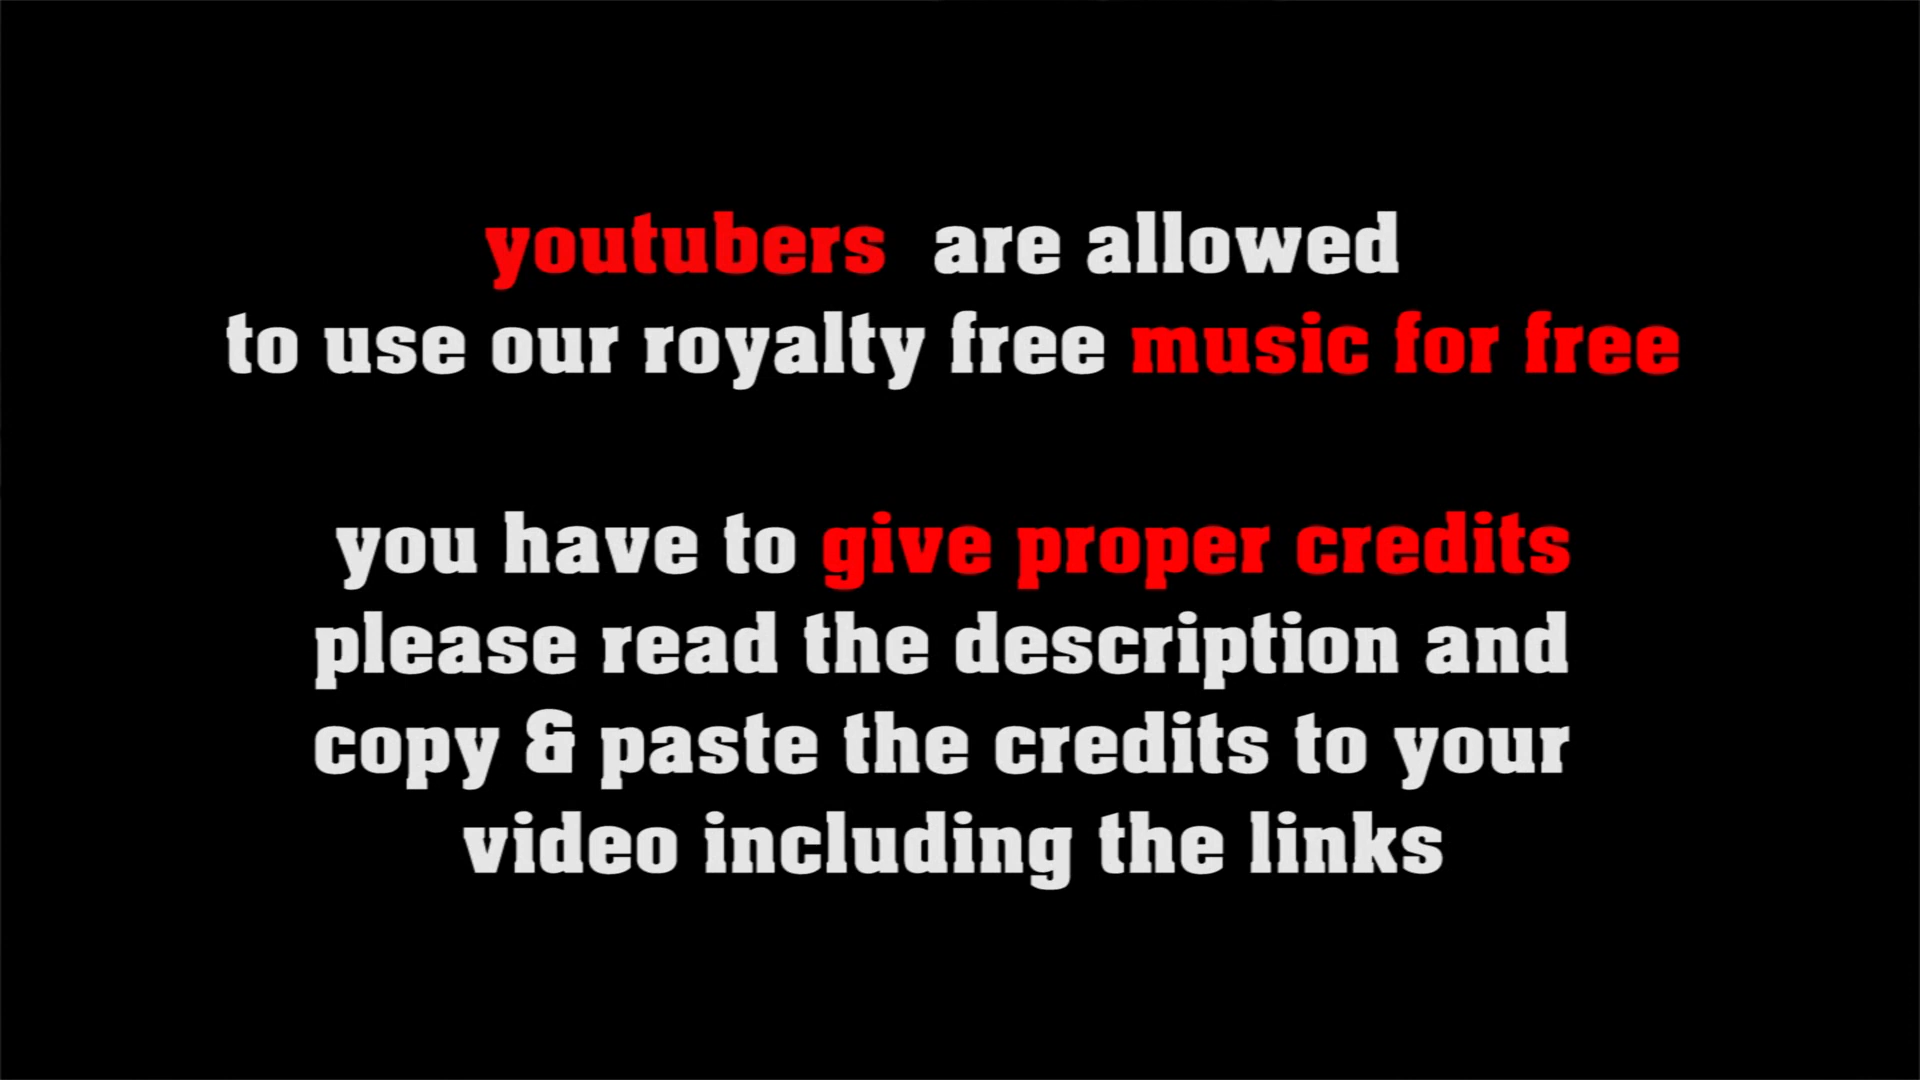 youtubers are allowed
to use our royalty free music for free
you have to give proper credits
please read the description and
copy & paste the credits to your
video including the links